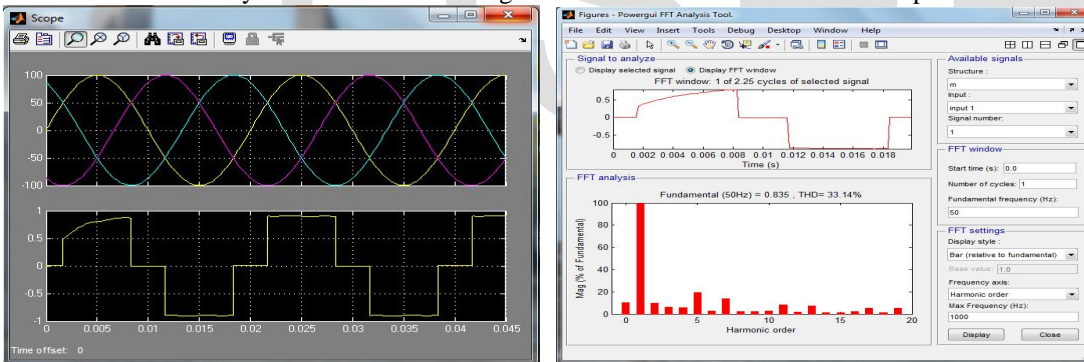 Scope
100
50
0
-50
-100
1
0.5
0
-0.5
-1
0 0.005 0.01 0.015 0.02 0.025 0.03 0.035 0.04 0.045
Time offset: 0
Figures - Powergui FFT Analysis Tool.
File Edit View Insert Tools Debug Desktop Window Help
Signal to analyze
Display selected signal Display FFT window
FFT window: 1 of 2.25 cycles of selected signal
0.5
0
-0.5
0 0.002 0.004 0.006 0.008 0.01 0.012 0.014 0.016 0.018
Time (s)
FFT analysis
Fundamental (50Hz) = 0.835 , THD= 33.14%
Mag (% of Fundamental)
100
80
60
40
20
0
0 5 10 15 20
Harmonic order
Available signals
Structure :
m
Input :
input 1
Signal number:
1
FFT window
Start time (s): 0.0
Number of cycles: 1
Fundamental frequency (Hz):
50
FFT settings
Display style :
Bar (relative to fundamental)
Base value: 1.0
Frequency axis:
Harmonic order
Max Frequency (Hz):
1000
Display Close